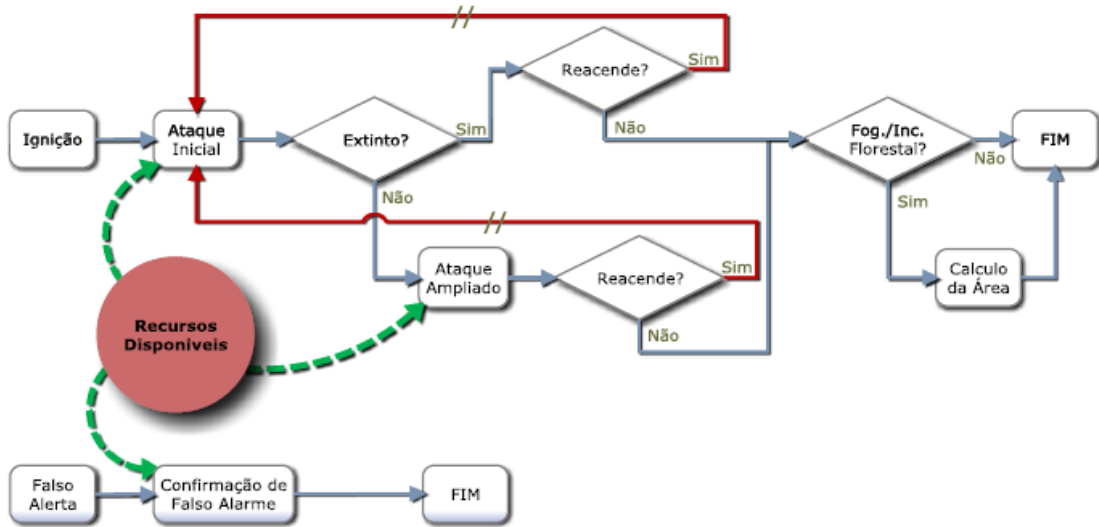 Reacende?
Sim
Não
Ignição
Ataque
Inicial
Extinto?
Sim
Não
Fog./Inc.
Florestal?
Não
Sim
FIM
Ataque
Ampliado
Reacende?
Sim
Não
Calculo
da Área
Recursos
Disponiveis
Falso
Alerta
Confirmação de
Falso Alarme
FIM